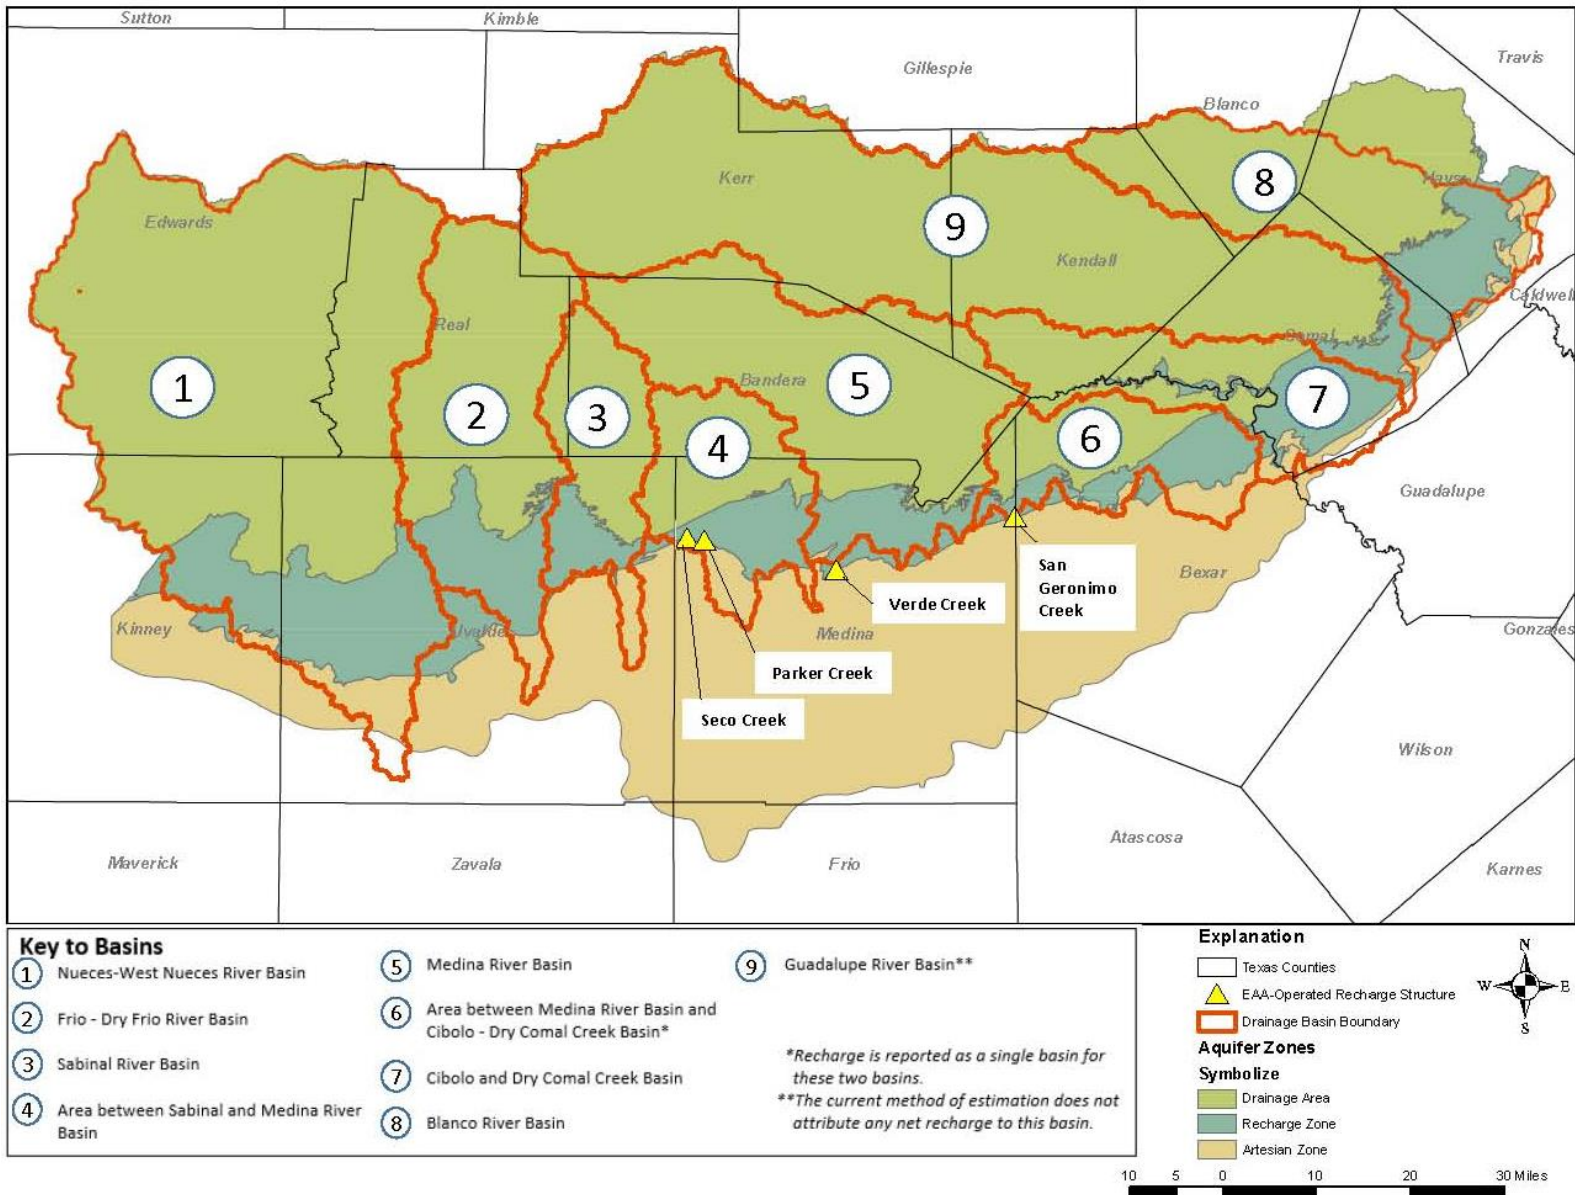 Sutton
Kimble
Gillespie
Travis
Blanco
Kerr
Hays
8
Edwards
9
Kendall
Caldwell
Real
Comal
1
2
3
Bandera
5
7
4
6
Guadalupe
San
Geronimo
Creek
Bexar
Verde Creek
Kinney
Uvalde
Medina
Gonzales
Parker Creek
Seco Creek
Wilson
Atascosa
Maverick
Zavala
Frio
Karnes
Key to Basins
1 Nueces-West Nueces River Basin
2 Frio - Dry Frio River Basin
3 Sabinal River Basin
4 Area between Sabinal and Medina River
Basin
5 Medina River Basin
6 Area between Medina River Basin and
Cibolo - Dry Comal Creek Basin*
7 Cibolo and Dry Comal Creek Basin
8 Blanco River Basin
9 Guadalupe River Basin**
*Recharge is reported as a single basin for
these two basins.
**The current method of estimation does not
attribute any net recharge to this basin.
Explanation
Texas Counties
EAA-Operated Recharge Structure
Drainage Basin Boundary
Aquifer Zones
Symbolize
Drainage Area
Recharge Zone
Artesian Zone
N
W E
S
10 5 0 10 20 30 Miles